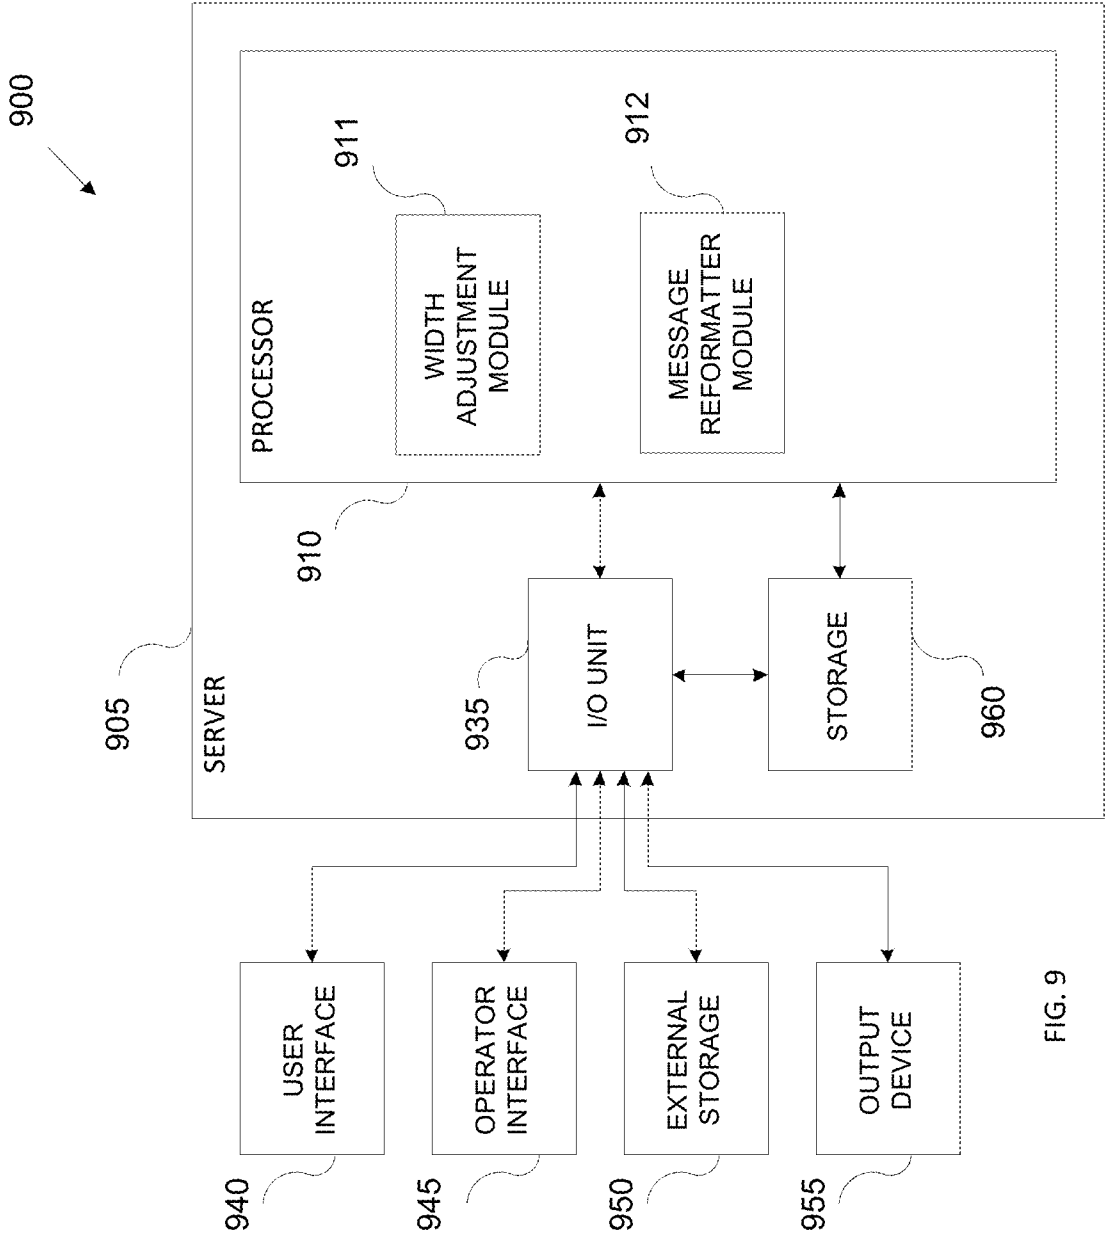 900
905
SERVER
910
PROCESSOR
911
WIDTH
ADJUSTMENT
MODULE
912
MESSAGE
REFORMATTER
MODULE
935
I/O UNIT
STORAGE
960
940
USER
INTERFACE
945
OPERATOR
INTERFACE
950
EXTERNAL
STORAGE
955
OUTPUT
DEVICE
FIG. 9